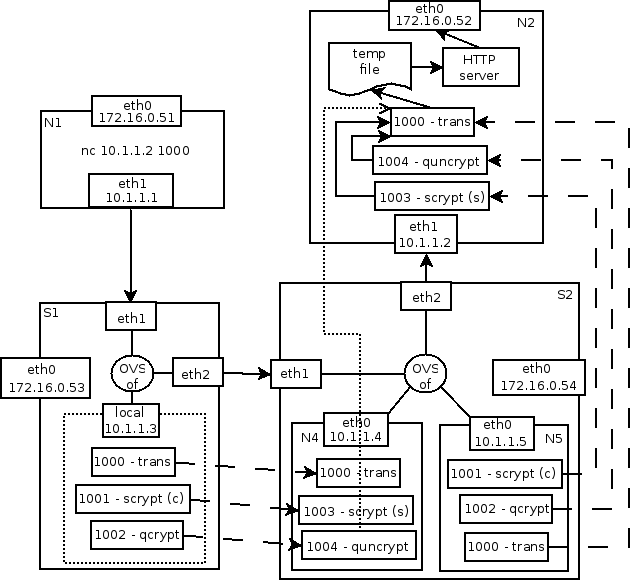 eth0
172.16.0.52
N2
temp
file
HTTP
server
1000 - trans
1004 - quncrypt
1003 - scrypt (s)
eth1
10.1.1.2
N1
eth0
172.16.0.51
nc 10.1.1.2 1000
eth1
10.1.1.1
S1
eth1
OVS
of
eth2
eth0
172.16.0.53
local
10.1.1.3
1000 - trans
1001 - scrypt (c)
1002 - qcrypt
S2
eth2
eth1
OVS
of
eth0
172.16.0.54
N4
eth0
10.1.1.4
1000 - trans
1003 - scrypt (s)
1004 - quncrypt
N5
eth0
10.1.1.5
1001 - scrypt (c)
1002 - qcrypt
1000 - trans